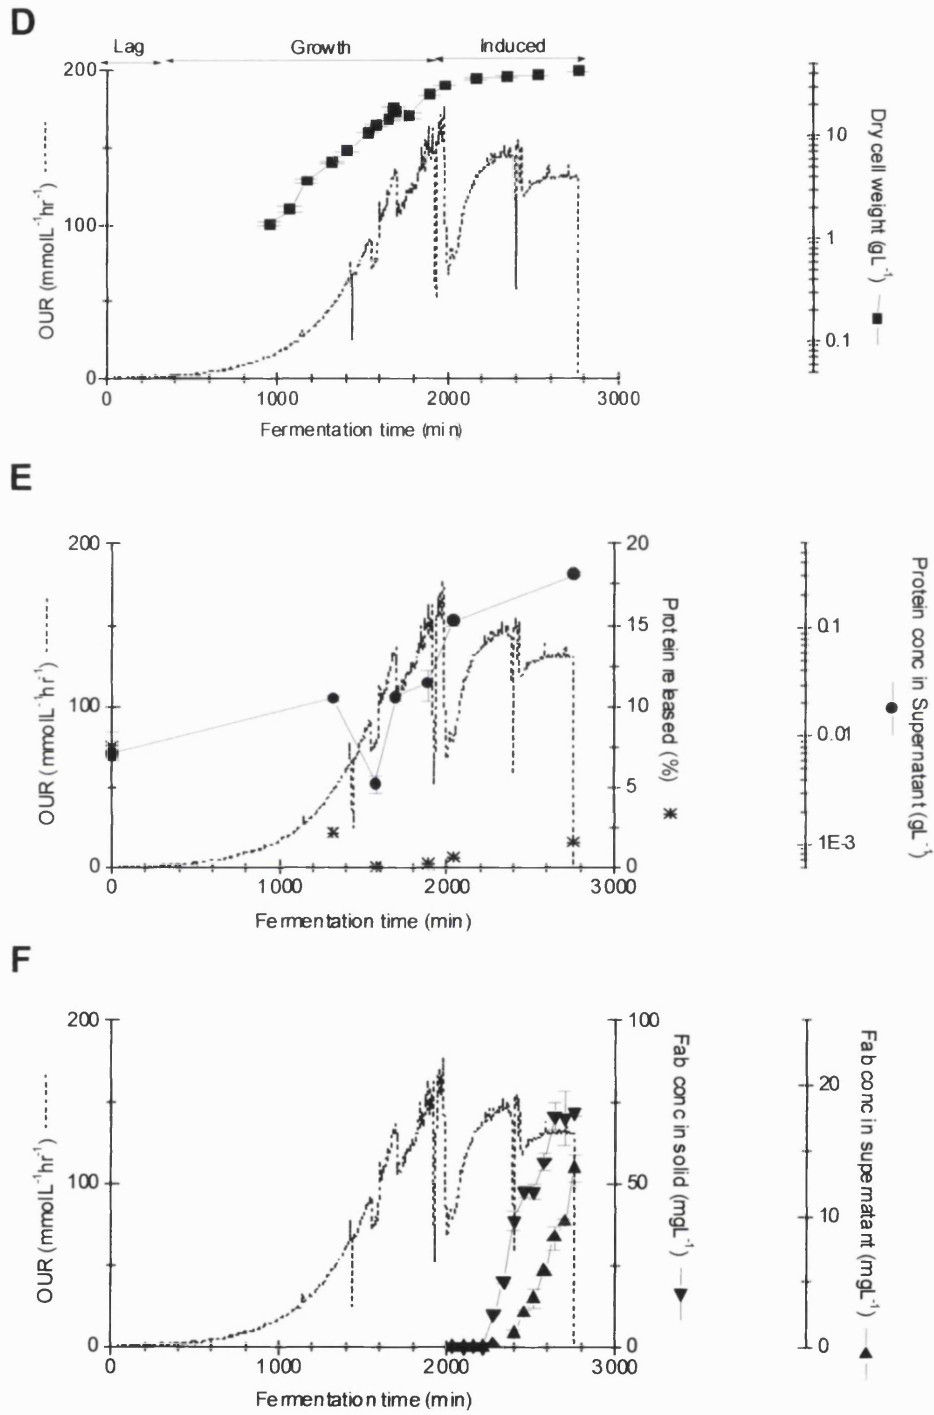 D
Lag Growth Induced
200
100
0
OUR (mmolL⁻¹hr⁻¹) ------
1000 2000 3000
Fermentation time (min)
10
1
0.1
Dry cell weight (gL⁻¹) —■—
E
200
100
0
OUR (mmolL⁻¹hr⁻¹) ------
0 1000 2000 3000
Fermentation time (min)
20
15
10
5
0
Protein released (%) ✳
0.1
0.01
1E-3
Protein conc in Supernatant (gL⁻¹) —●—
F
200
100
0
OUR (mmolL⁻¹hr⁻¹) ------
0 1000 2000 3000
Fermentation time (min)
100
50
0
Fab conc in solid (mgL⁻¹) —▼—
20
10
0
Fab conc in supernatant (mgL⁻¹) —▲—